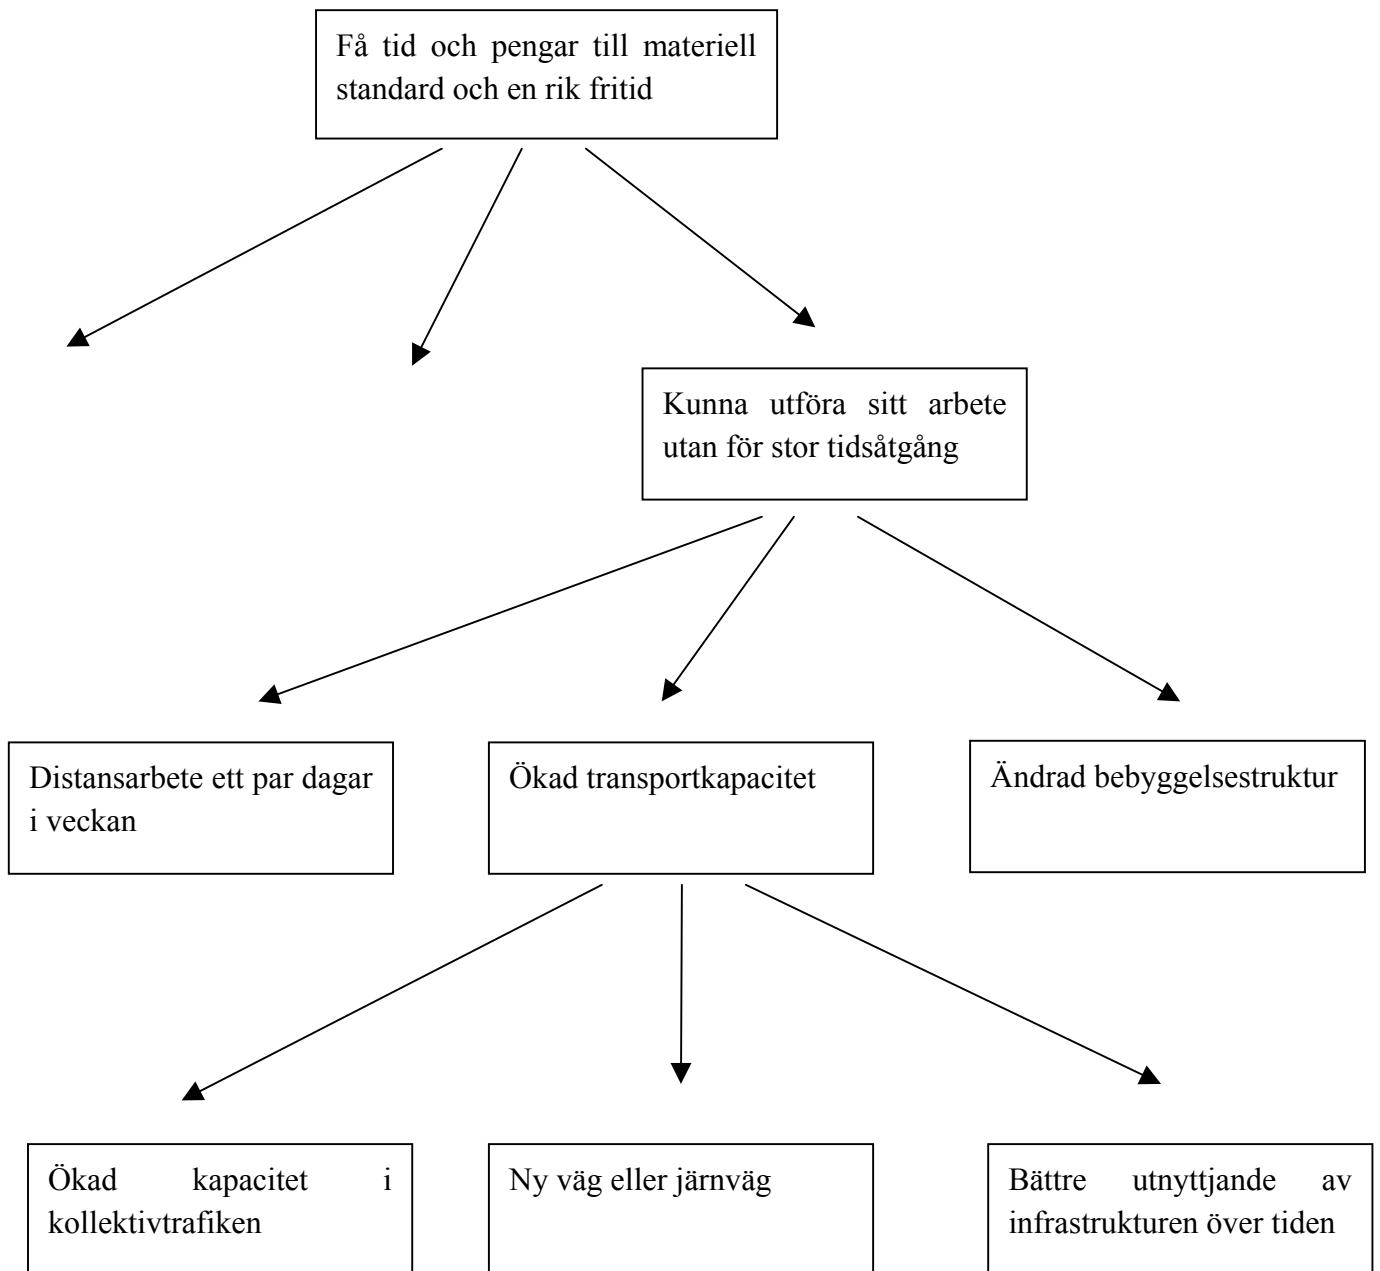 Få tid och pengar till materiell
standard och en rik fritid
Kunna utföra sitt arbete
utan för stor tidsåtgång
Distansarbete ett par dagar
i veckan
Ökad transportkapacitet
Ändrad bebyggelsestruktur
Ökad kapacitet i
kollektivtrafiken
Ny väg eller järnväg
Bättre utnyttjande av
infrastrukturen över tiden